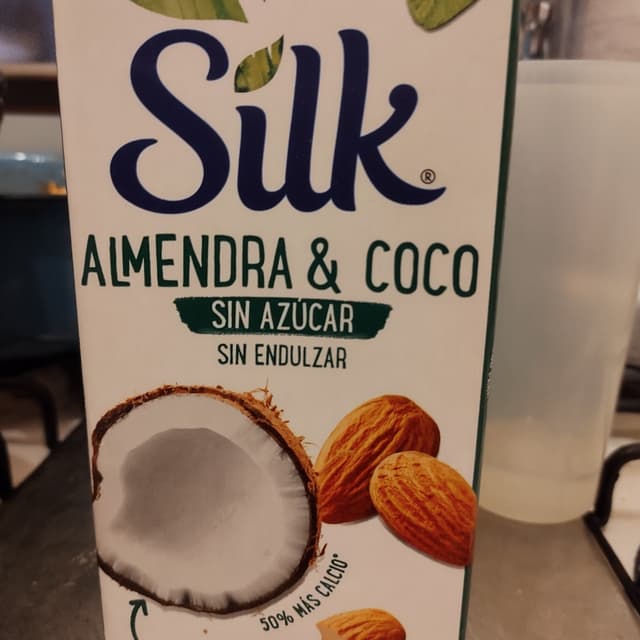 Silk®
ALMENDRA & COCO
SIN AZÚCAR
SIN ENDULZAR
50% MÁS CALCIO*